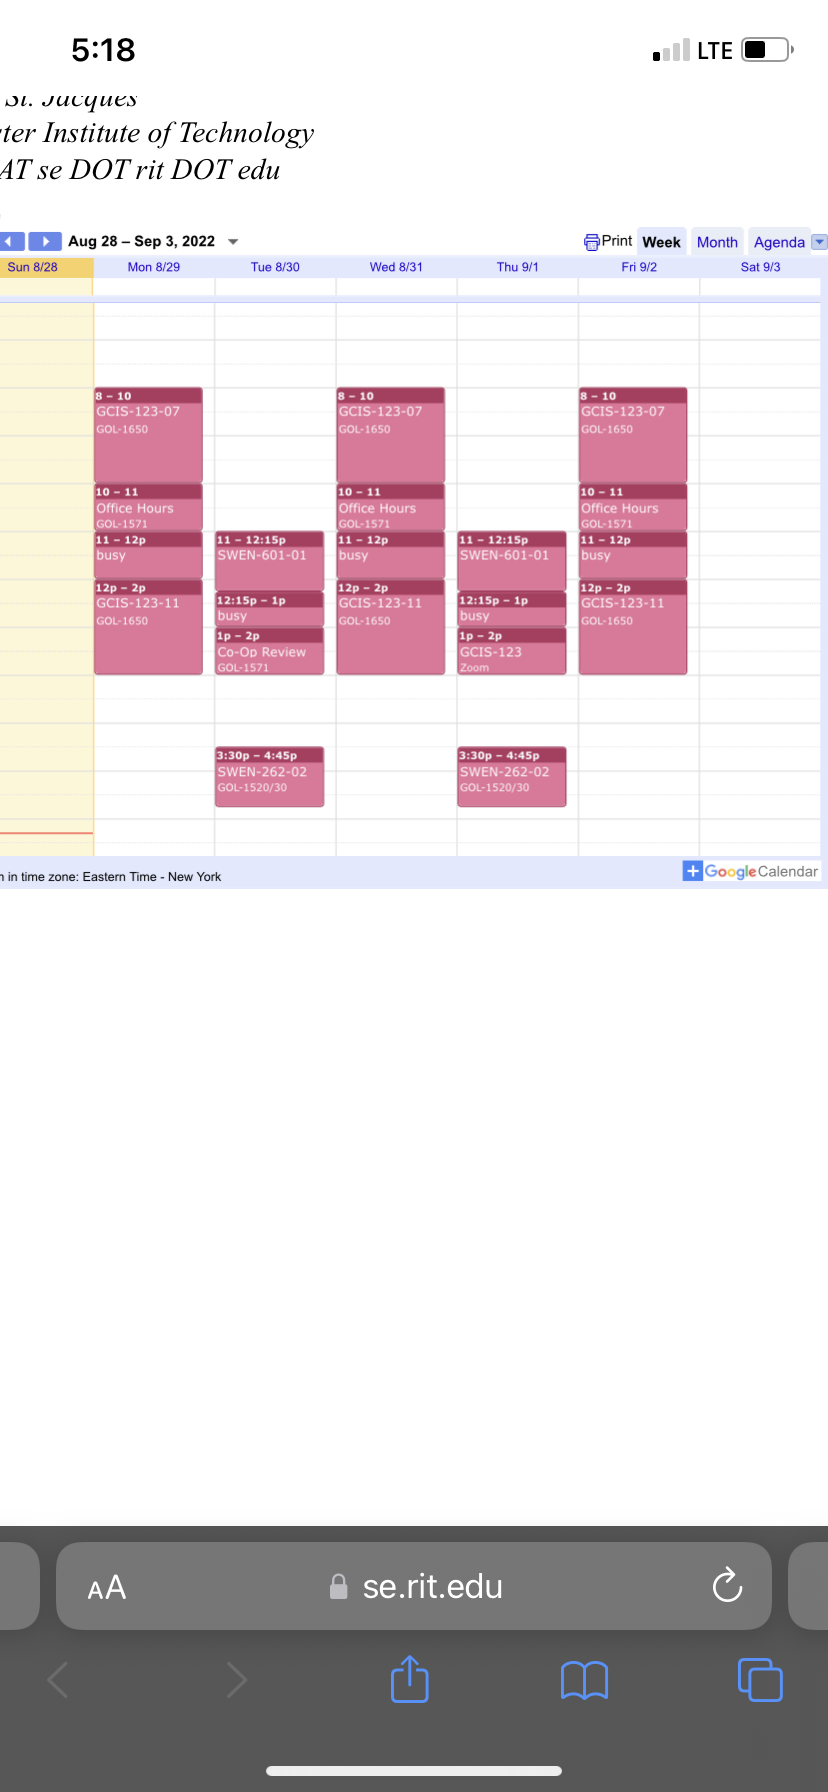 5:18 LTE
St. Jacques
ter Institute of Technology
AT se DOT rit DOT edu
Aug 28 – Sep 3, 2022 Print Week Month Agenda
Sun 8/28 Mon 8/29 Tue 8/30 Wed 8/31 Thu 9/1 Fri 9/2 Sat 9/3
8 – 10 8 – 10 8 – 10
GCIS-123-07 GCIS-123-07 GCIS-123-07
GOL-1650 GOL-1650 GOL-1650
10 – 11 10 – 11 10 – 11
Office Hours Office Hours Office Hours
GOL-1571 GOL-1571 GOL-1571
11 – 12p 11 – 12:15p 11 – 12p 11 – 12:15p 11 – 12p
busy SWEN-601-01 busy SWEN-601-01 busy
12p – 2p 12p – 2p 12p – 2p
GCIS-123-11 12:15p – 1p GCIS-123-11 12:15p – 1p GCIS-123-11
GOL-1650 busy GOL-1650 busy GOL-1650
1p – 2p 1p – 2p
Co-Op Review GCIS-123
GOL-1571 Zoom
3:30p – 4:45p 3:30p – 4:45p
SWEN-262-02 SWEN-262-02
GOL-1520/30 GOL-1520/30
n in time zone: Eastern Time - New York + Google Calendar
AA se.rit.edu